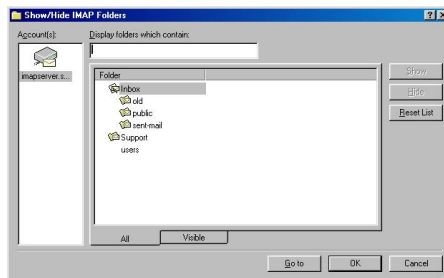 Show/Hide IMAP Folders
Account(s):
Display folders which contain:
imapserver.s...
Folder
Inbox
old
public
sent-mail
Support
users
Show
Hide
Reset List
All
Visible
Go to
OK
Cancel